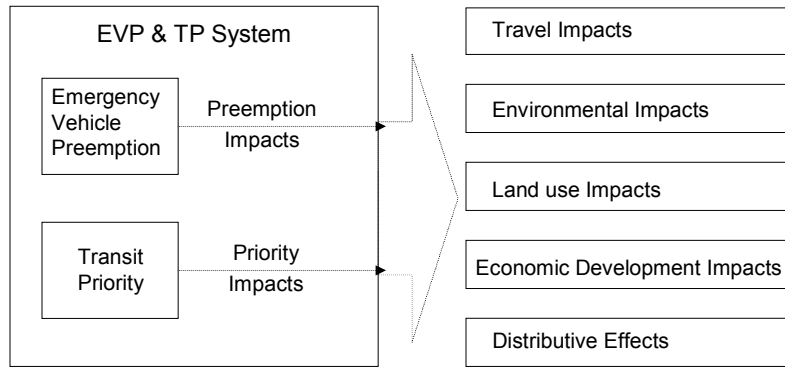 EVP & TP System
Emergency
Vehicle
Preemption
Preemption
Impacts
Transit
Priority
Priority
Impacts
Travel Impacts
Environmental Impacts
Land use Impacts
Economic Development Impacts
Distributive Effects